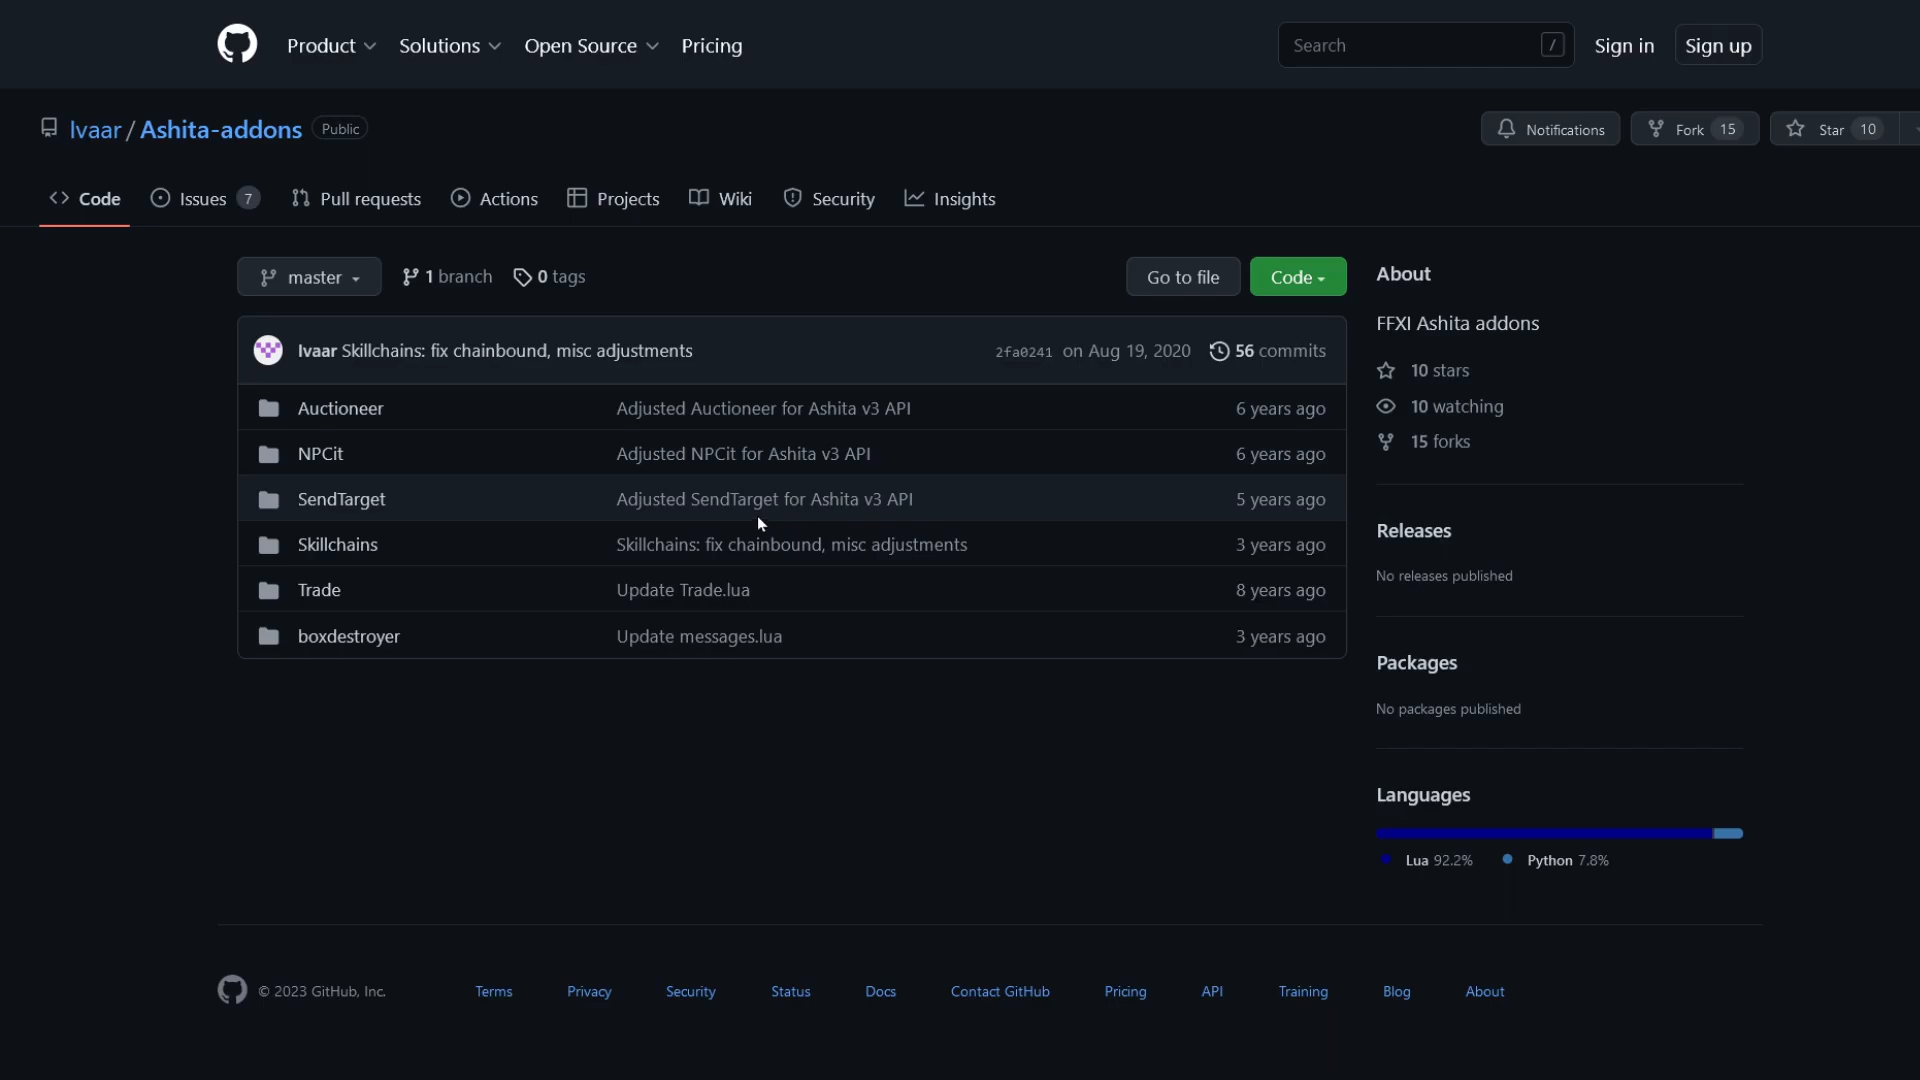 Product Solutions Open Source Pricing Search / Sign in Sign up
Ivaar / Ashita-addons Public Notifications Fork 15 Star 10
Code Issues 7 Pull requests Actions Projects Wiki Security Insights
master 1 branch 0 tags Go to file Code
Ivaar Skillchains: fix chainbound, misc adjustments 2fa0241 on Aug 19, 2020 56 commits
Auctioneer Adjusted Auctioneer for Ashita v3 API 6 years ago
NPCit Adjusted NPCit for Ashita v3 API 6 years ago
SendTarget Adjusted SendTarget for Ashita v3 API 5 years ago
Skillchains Skillchains: fix chainbound, misc adjustments 3 years ago
Trade Update Trade.lua 8 years ago
boxdestroyer Update messages.lua 3 years ago
About
FFXI Ashita addons
10 stars
10 watching
15 forks
Releases
No releases published
Packages
No packages published
Languages
Lua 92.2% Python 7.8%
© 2023 GitHub, Inc. Terms Privacy Security Status Docs Contact GitHub Pricing API Training Blog About